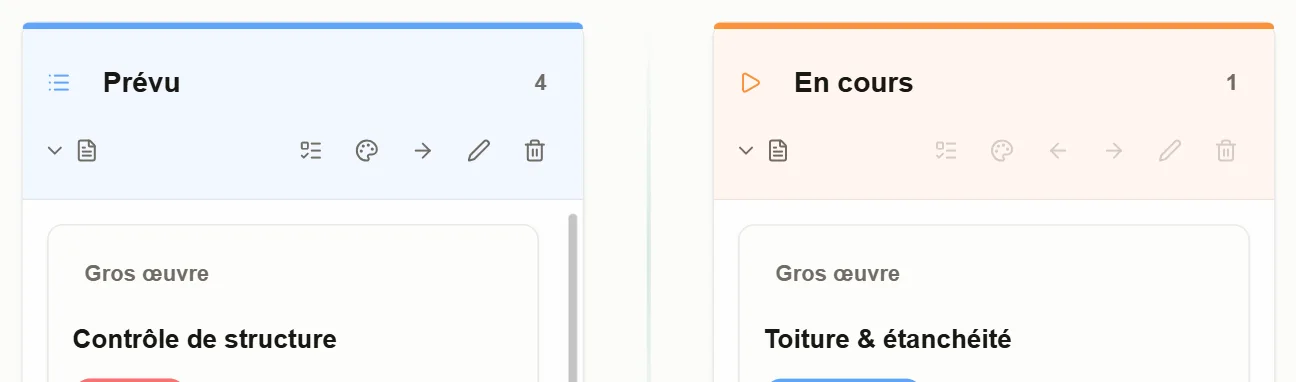 Prévu
4
Gros œuvre
Contrôle de structure
En cours
1
Gros œuvre
Toiture & étanchéité